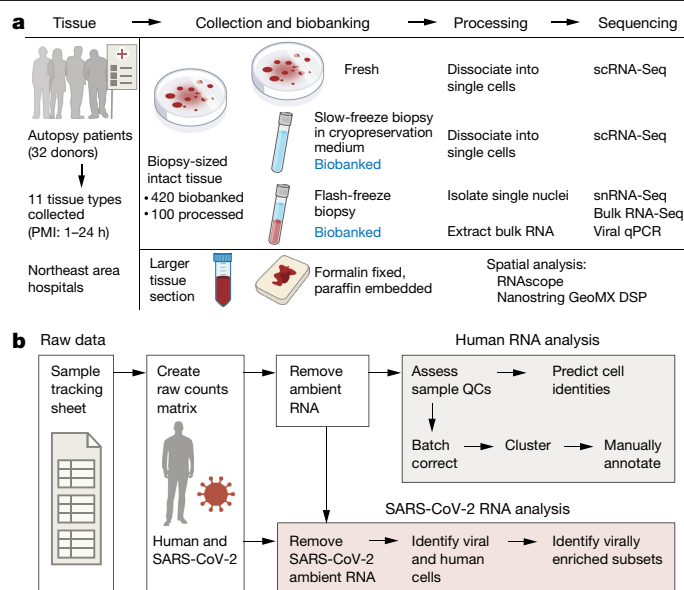 a
Tissue
Collection and biobanking
Processing
Sequencing
Autopsy patients
(32 donors)
11 tissue types
collected
(PMI: 1–24 h)
Northeast area
hospitals
Biopsy-sized
intact tissue
• 420 biobanked
• 100 processed
Fresh
Dissociate into
single cells
scRNA-Seq
Slow-freeze biopsy
in cryopreservation
medium
Biobanked
Dissociate into
single cells
scRNA-Seq
Flash-freeze
biopsy
Biobanked
Isolate single nuclei
Extract bulk RNA
snRNA-Seq
Bulk RNA-Seq
Viral qPCR
Larger
tissue
section
Formalin fixed,
paraffin embedded
Spatial analysis:
RNAscope
Nanostring GeoMX DSP
b
Raw data
Human RNA analysis
Sample
tracking
sheet
Create
raw counts
matrix
Human and
SARS-CoV-2
Remove
ambient
RNA
Assess
sample QCs
Predict cell
identities
Batch
correct
Cluster
Manually
annotate
SARS-CoV-2 RNA analysis
Remove
SARS-CoV-2
ambient RNA
Identify viral
and human
cells
Identify virally
enriched subsets